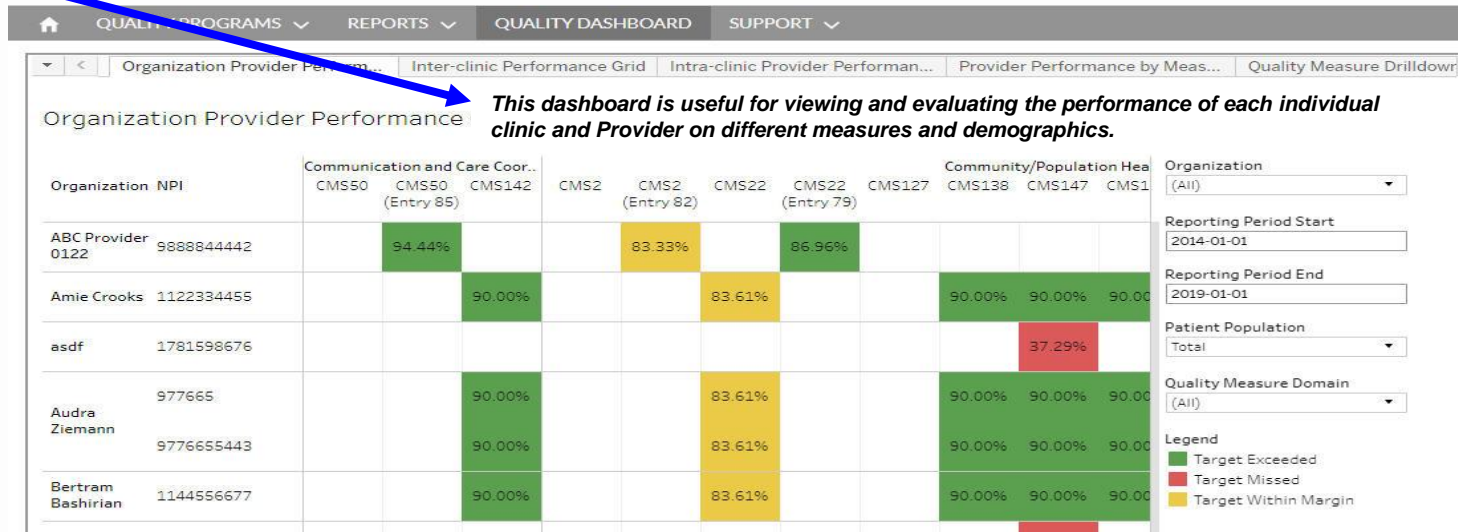 QUALITY PROGRAMS REPORTS QUALITY DASHBOARD SUPPORT
Organization Provider Perform... Inter-clinic Performance Grid Intra-clinic Provider Performan... Provider Performance by Meas... Quality Measure Drilldown
This dashboard is useful for viewing and evaluating the performance of each individual
clinic and Provider on different measures and demographics.
Organization Provider Performance
Communication and Care Coor.. Community/Population Hea
Organization NPI CMS50 CMS50 CMS142 CMS2 CMS2 CMS22 CMS22 CMS127 CMS138 CMS147 CMS1
(Entry 85) (Entry 82) (Entry 79)
ABC Provider
0122 9888844442 94.44% 83.33% 86.96%
Amie Crooks 1122334455 90.00% 83.61% 90.00% 90.00% 90.00
asdf 1781598676 37.29%
Audra
Ziemann
977665 90.00% 83.61% 90.00% 90.00% 90.00
9776655443 90.00% 83.61% 90.00% 90.00% 90.00
Bertram
Bashirian 1144556677 90.00% 83.61% 90.00% 90.00% 90.00
Organization
(All)
Reporting Period Start
2014-01-01
Reporting Period End
2019-01-01
Patient Population
Total
Quality Measure Domain
(All)
Legend
Target Exceeded
Target Missed
Target Within Margin